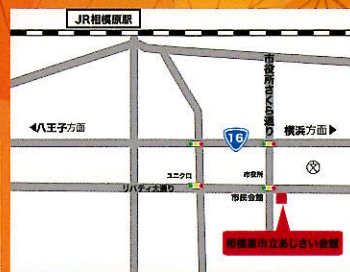 JR相模原駅
市役所さくら通り
16
◀八王子方面
横浜方面▶
ユニクロ
市役所
リバティ大通り
市民会館
相模原市立あじさい会館